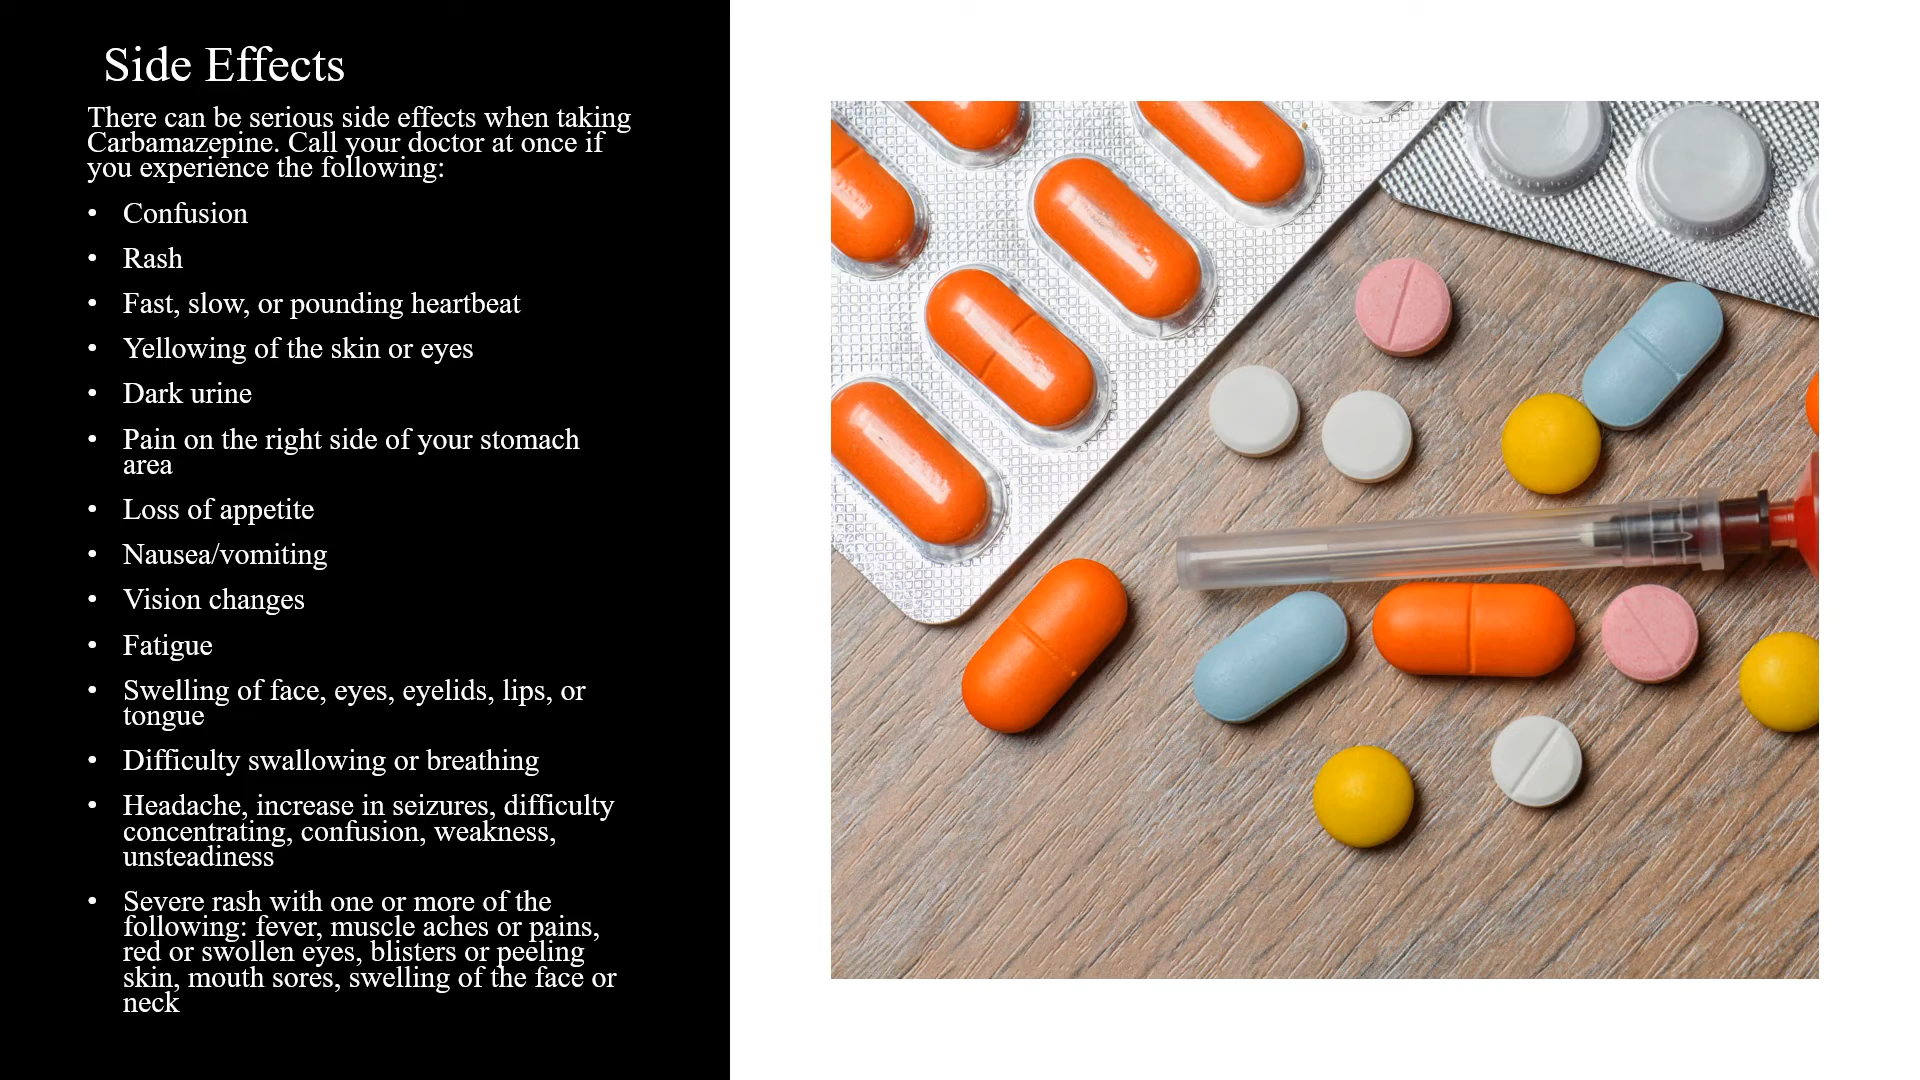 Side Effects
There can be serious side effects when taking
Carbamazepine. Call your doctor at once if
you experience the following:
• Confusion
• Rash
• Fast, slow, or pounding heartbeat
• Yellowing of the skin or eyes
• Dark urine
• Pain on the right side of your stomach
area
• Loss of appetite
• Nausea/vomiting
• Vision changes
• Fatigue
• Swelling of face, eyes, eyelids, lips, or
tongue
• Difficulty swallowing or breathing
• Headache, increase in seizures, difficulty
concentrating, confusion, weakness,
unsteadiness
• Severe rash with one or more of the
following: fever, muscle aches or pains,
red or swollen eyes, blisters or peeling
skin, mouth sores, swelling of the face or
neck